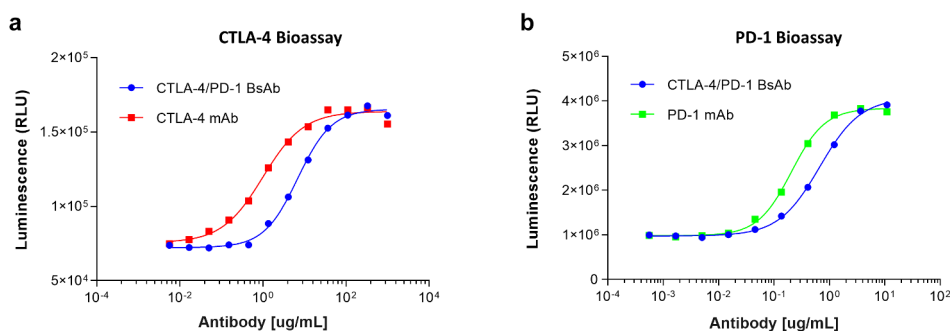 a
CTLA-4 Bioassay
2×10⁵
1.5×10⁵
1×10⁵
5×10⁴
Luminescence (RLU)
CTLA-4/PD-1 BsAb
CTLA-4 mAb
10⁻⁴
10⁻²
10⁰
10²
10⁴
Antibody [ug/mL]
b
PD-1 Bioassay
5×10⁶
4×10⁶
3×10⁶
2×10⁶
1×10⁶
0
Luminescence (RLU)
CTLA-4/PD-1 BsAb
PD-1 mAb
10⁻⁴
10⁻³
10⁻²
10⁻¹
10⁰
10¹
10²
Antibody [ug/mL]